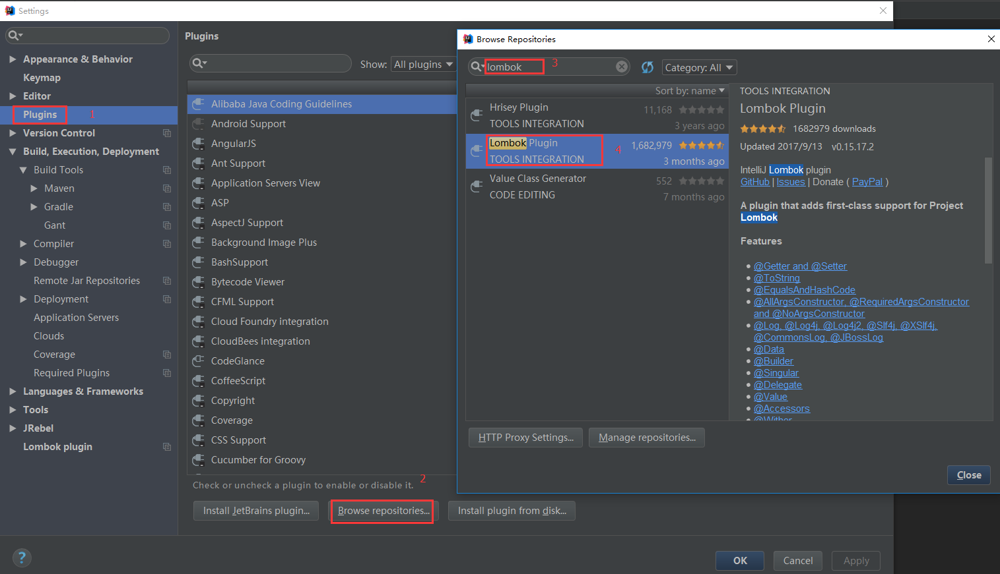 Settings
Appearance & Behavior
Keymap
Editor
Plugins 1
Version Control
Build, Execution, Deployment
Build Tools
Maven
Gradle
Gant
Compiler
Debugger
Remote Jar Repositories
Deployment
Application Servers
Clouds
Coverage
Required Plugins
Languages & Frameworks
Tools
JRebel
Lombok plugin
Plugins
Show: All plugins
Alibaba Java Coding Guidelines
Android Support
AngularJS
Ant Support
Application Servers View
ASP
AspectJ Support
Background Image Plus
BashSupport
Bytecode Viewer
CFML Support
Cloud Foundry integration
CloudBees integration
CodeGlance
CoffeeScript
Copyright
Coverage
CSS Support
Cucumber for Groovy
Check or uncheck a plugin to enable or disable it. 2
Install JetBrains plugin... Browse repositories... Install plugin from disk...
Browse Repositories
lombok 3 Category: All
Sort by: name
Hrisey Plugin 11,168
TOOLS INTEGRATION 3 years ago
Lombok Plugin 4 1,682,979
TOOLS INTEGRATION 3 months ago
Value Class Generator 552
CODE EDITING 7 months ago
TOOLS INTEGRATION
Lombok Plugin
1682979 downloads
Updated 2017/9/13 v0.15.17.2
IntelliJ Lombok plugin
GitHub | Issues | Donate ( PayPal )
A plugin that adds first-class support for Project
Lombok
Features
@Getter and @Setter
@ToString
@EqualsAndHashCode
@AllArgsConstructor, @RequiredArgsConstructor
and @NoArgsConstructor
@Log, @Log4j, @Log4j2, @Slf4j, @XSlf4j,
@CommonsLog, @JBossLog
@Data
@Builder
@Singular
@Delegate
@Value
@Accessors
@Wither
HTTP Proxy Settings... Manage repositories...
Close
? OK Cancel Apply